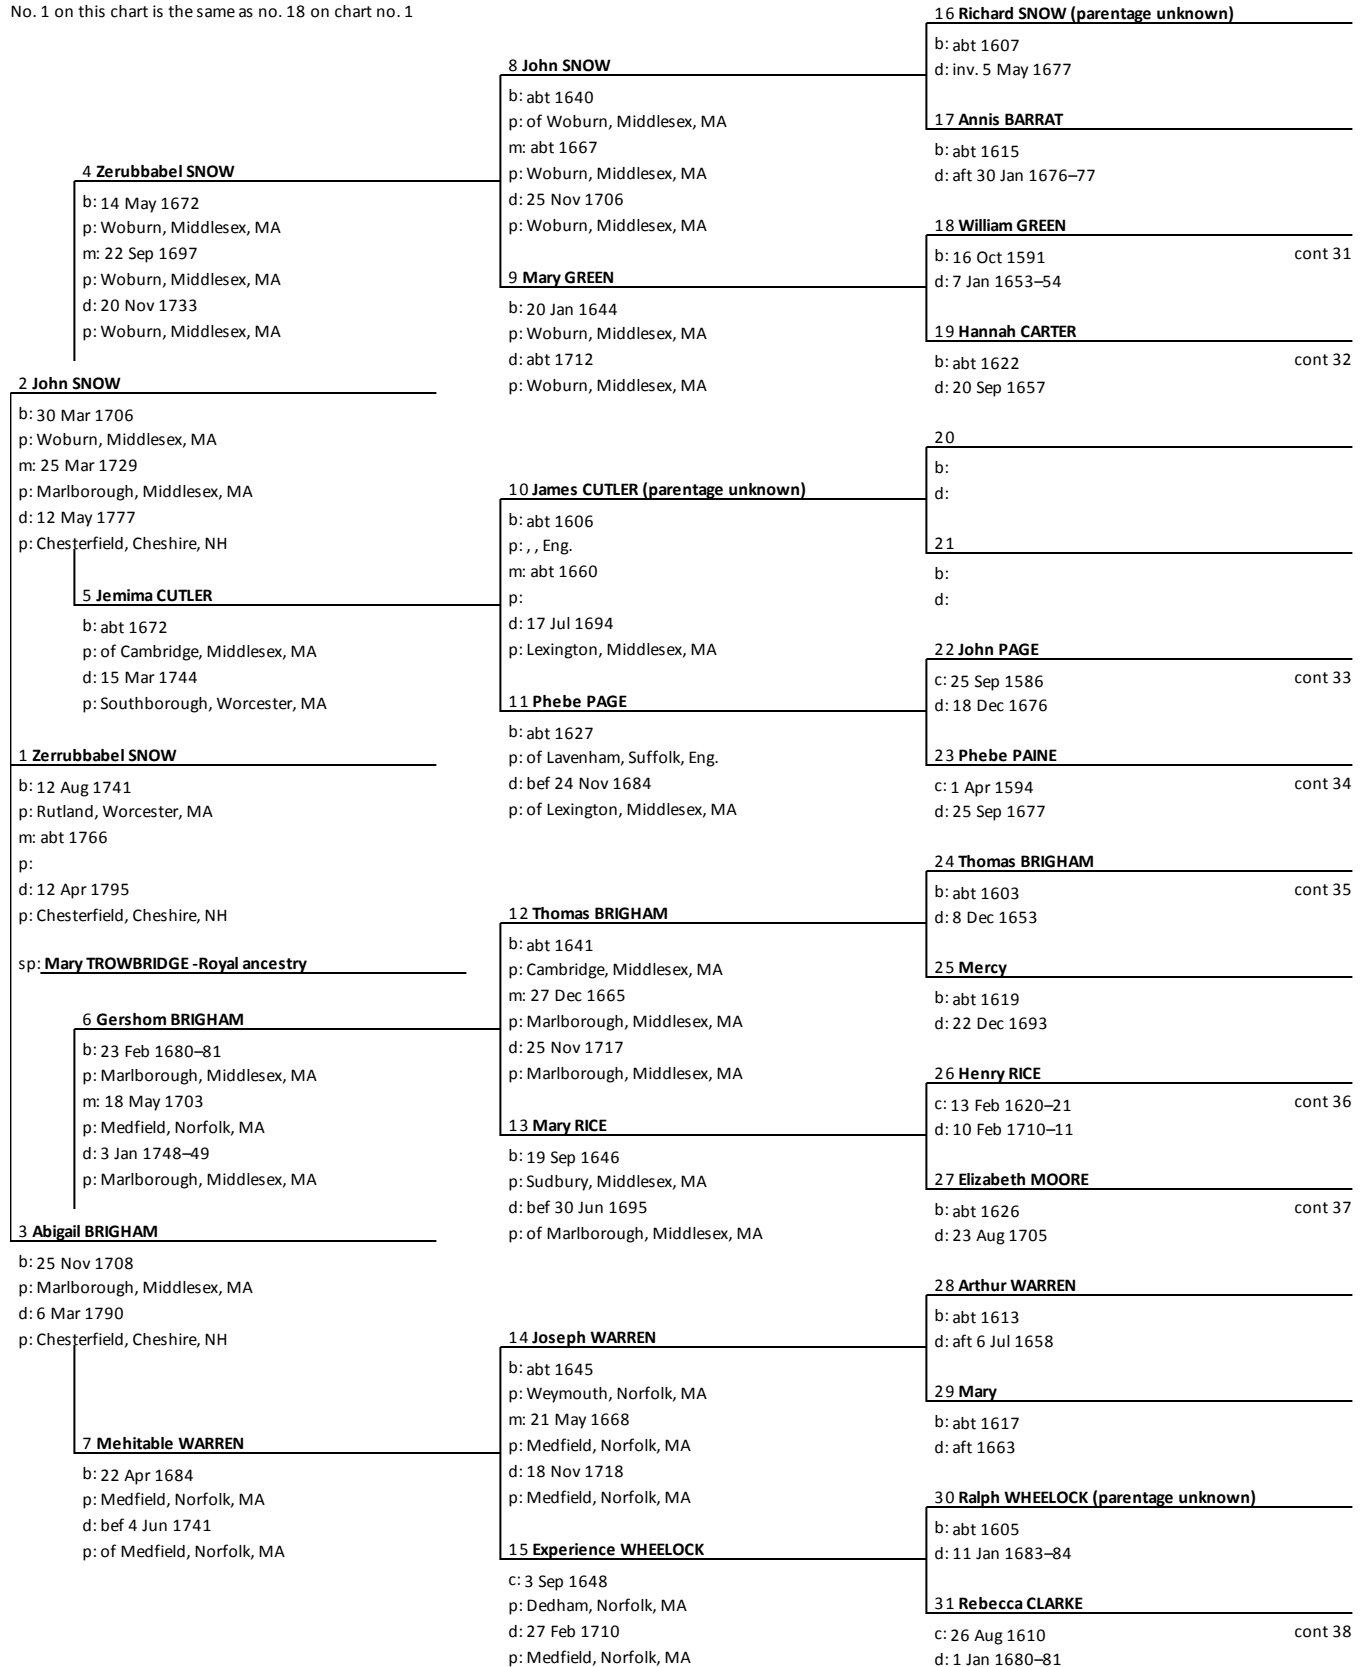 No. 1 on this chart is the same as no. 18 on chart no. 1
16 Richard SNOW (parentage unknown)
b: abt 1607
d: inv. 5 May 1677
8 John SNOW
b: abt 1640
p: of Woburn, Middlesex, MA
m: abt 1667
p: Woburn, Middlesex, MA
d: 25 Nov 1706
p: Woburn, Middlesex, MA
17 Annis BARRAT
b: abt 1615
d: aft 30 Jan 1676–77
4 Zerubbabel SNOW
b: 14 May 1672
p: Woburn, Middlesex, MA
m: 22 Sep 1697
p: Woburn, Middlesex, MA
d: 20 Nov 1733
p: Woburn, Middlesex, MA
18 William GREEN
b: 16 Oct 1591 cont 31
d: 7 Jan 1653–54
9 Mary GREEN
b: 20 Jan 1644
p: Woburn, Middlesex, MA
d: abt 1712
p: Woburn, Middlesex, MA
19 Hannah CARTER
b: abt 1622 cont 32
d: 20 Sep 1657
2 John SNOW
b: 30 Mar 1706
p: Woburn, Middlesex, MA
m: 25 Mar 1729
p: Marlborough, Middlesex, MA
d: 12 May 1777
p: Chesterfield, Cheshire, NH
20
b:
d:
10 James CUTLER (parentage unknown)
b: abt 1606
p: , , Eng.
m: abt 1660
p:
d: 17 Jul 1694
p: Lexington, Middlesex, MA
21
b:
d:
5 Jemima CUTLER
b: abt 1672
p: of Cambridge, Middlesex, MA
d: 15 Mar 1744
p: Southborough, Worcester, MA
22 John PAGE
c: 25 Sep 1586 cont 33
d: 18 Dec 1676
11 Phebe PAGE
b: abt 1627
p: of Lavenham, Suffolk, Eng.
d: bef 24 Nov 1684
p: of Lexington, Middlesex, MA
23 Phebe PAINE
c: 1 Apr 1594 cont 34
d: 25 Sep 1677
1 Zerrubbabel SNOW
b: 12 Aug 1741
p: Rutland, Worcester, MA
m: abt 1766
p:
d: 12 Apr 1795
p: Chesterfield, Cheshire, NH
sp: Mary TROWBRIDGE -Royal ancestry
24 Thomas BRIGHAM
b: abt 1603 cont 35
d: 8 Dec 1653
12 Thomas BRIGHAM
b: abt 1641
p: Cambridge, Middlesex, MA
m: 27 Dec 1665
p: Marlborough, Middlesex, MA
d: 25 Nov 1717
p: Marlborough, Middlesex, MA
25 Mercy
b: abt 1619
d: 22 Dec 1693
6 Gershom BRIGHAM
b: 23 Feb 1680–81
p: Marlborough, Middlesex, MA
m: 18 May 1703
p: Medfield, Norfolk, MA
d: 3 Jan 1748–49
p: Marlborough, Middlesex, MA
26 Henry RICE
c: 13 Feb 1620–21 cont 36
d: 10 Feb 1710–11
13 Mary RICE
b: 19 Sep 1646
p: Sudbury, Middlesex, MA
d: bef 30 Jun 1695
p: of Marlborough, Middlesex, MA
27 Elizabeth MOORE
b: abt 1626 cont 37
d: 23 Aug 1705
3 Abigail BRIGHAM
b: 25 Nov 1708
p: Marlborough, Middlesex, MA
d: 6 Mar 1790
p: Chesterfield, Cheshire, NH
28 Arthur WARREN
b: abt 1613
d: aft 6 Jul 1658
14 Joseph WARREN
b: abt 1645
p: Weymouth, Norfolk, MA
m: 21 May 1668
p: Medfield, Norfolk, MA
d: 18 Nov 1718
p: Medfield, Norfolk, MA
29 Mary
b: abt 1617
d: aft 1663
7 Mehitable WARREN
b: 22 Apr 1684
p: Medfield, Norfolk, MA
d: bef 4 Jun 1741
p: of Medfield, Norfolk, MA
30 Ralph WHEELOCK (parentage unknown)
b: abt 1605
d: 11 Jan 1683–84
15 Experience WHEELOCK
c: 3 Sep 1648
p: Dedham, Norfolk, MA
d: 27 Feb 1710
p: Medfield, Norfolk, MA
31 Rebecca CLARKE
c: 26 Aug 1610 cont 38
d: 1 Jan 1680–81